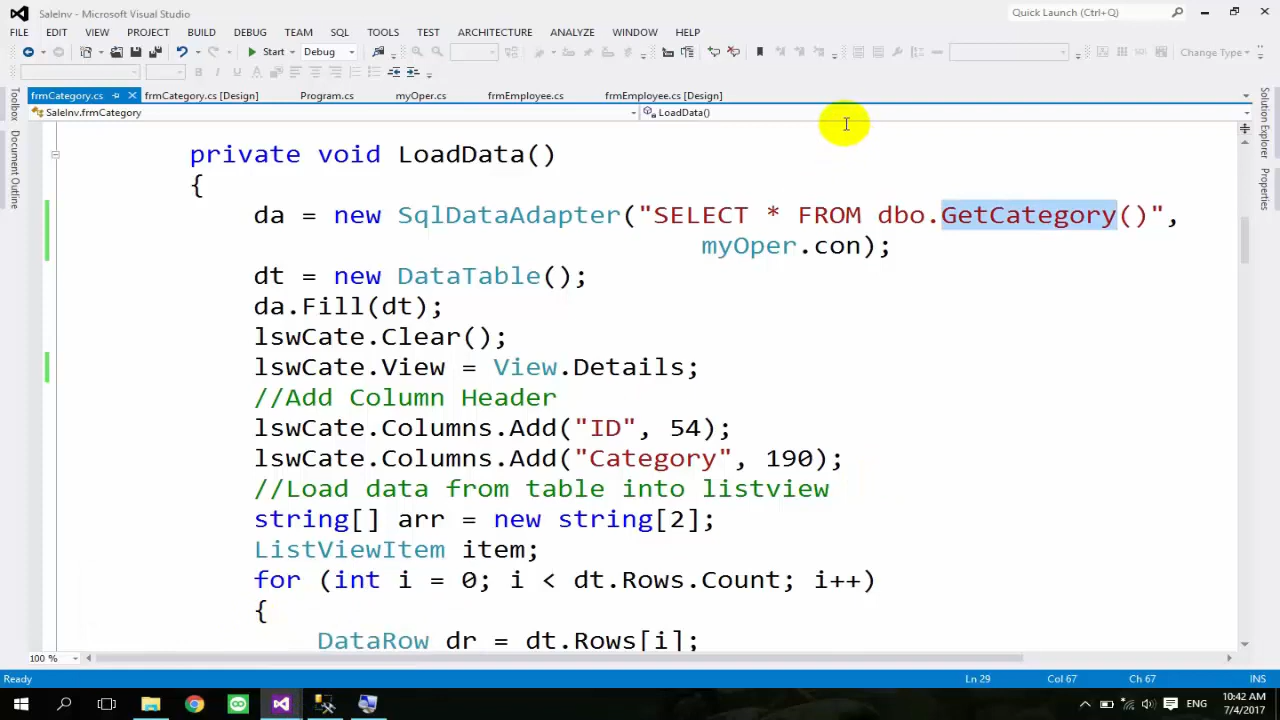 SaleInv - Microsoft Visual Studio
Quick Launch (Ctrl+Q)
FILE EDIT VIEW PROJECT BUILD DEBUG TEAM SQL TOOLS TEST ARCHITECTURE ANALYZE WINDOW HELP
Start Debug Change Type
frmCategory.cs frmCategory.cs [Design] Program.cs myOper.cs frmEmployee.cs frmEmployee.cs [Design]
SaleInv.frmCategory LoadData()
Toolbox
Document Outline
Solution Explorer
Properties
private void LoadData()
{
da = new SqlDataAdapter("SELECT * FROM dbo.GetCategory()",
myOper.con);
dt = new DataTable();
da.Fill(dt);
lswCate.Clear();
lswCate.View = View.Details;
//Add Column Header
lswCate.Columns.Add("ID", 54);
lswCate.Columns.Add("Category", 190);
//Load data from table into listview
string[] arr = new string[2];
ListViewItem item;
for (int i = 0; i < dt.Rows.Count; i++)
{
DataRow dr = dt.Rows[i];
100 %
Ready Ln 29 Col 67 Ch 67 INS
ENG
10:42 AM
7/4/2017